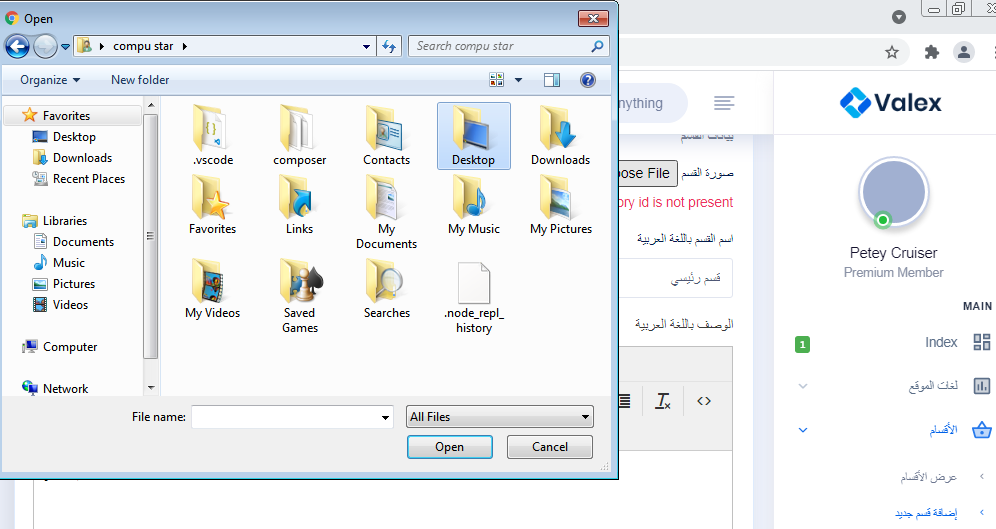 Open
compu star
Search compu star
Organize
New folder
Favorites
Desktop
Downloads
Recent Places
Libraries
Documents
Music
Pictures
Videos
Computer
Network
.vscode
composer
Contacts
Desktop
Downloads
Favorites
Links
My Documents
My Music
My Pictures
My Videos
Saved Games
Searches
.node_repl_history
File name:
All Files
Open
Cancel
nything
بيانات القسم
صورة القسم
ose File
ory id is not present
اسم القسم باللغة العربية
قسم رئيسي
الوصف باللغة العربية
Valex
Petey Cruiser
Premium Member
MAIN
Index
1
لغات الموقع
الأقسام
عرض الأقسام
إضافة قسم جديد